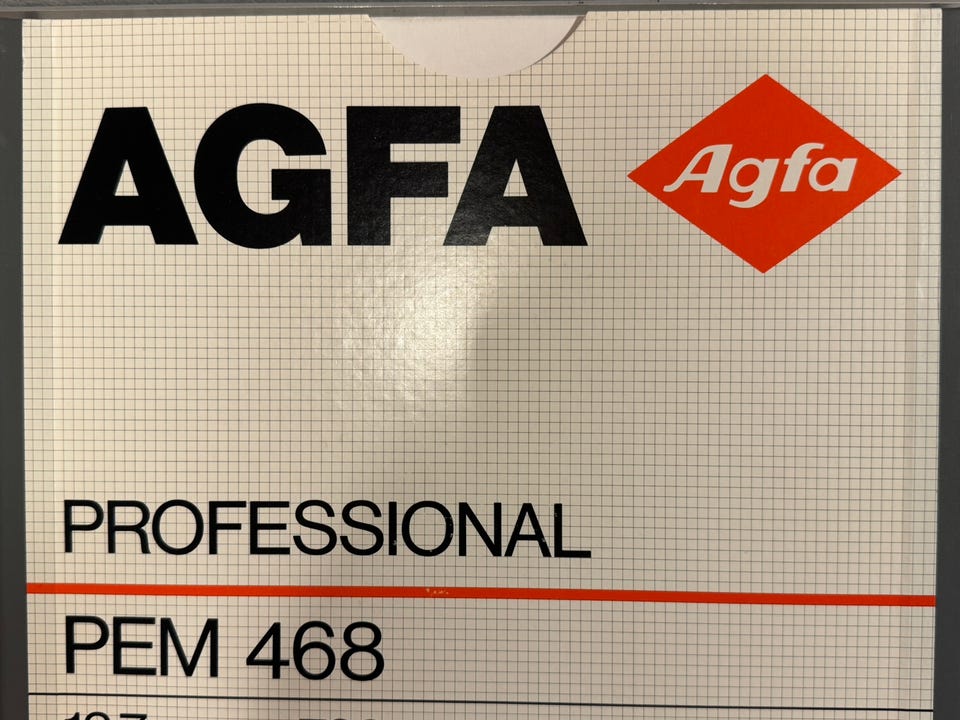 AGFA
Agfa
PROFESSIONAL
PEM 468